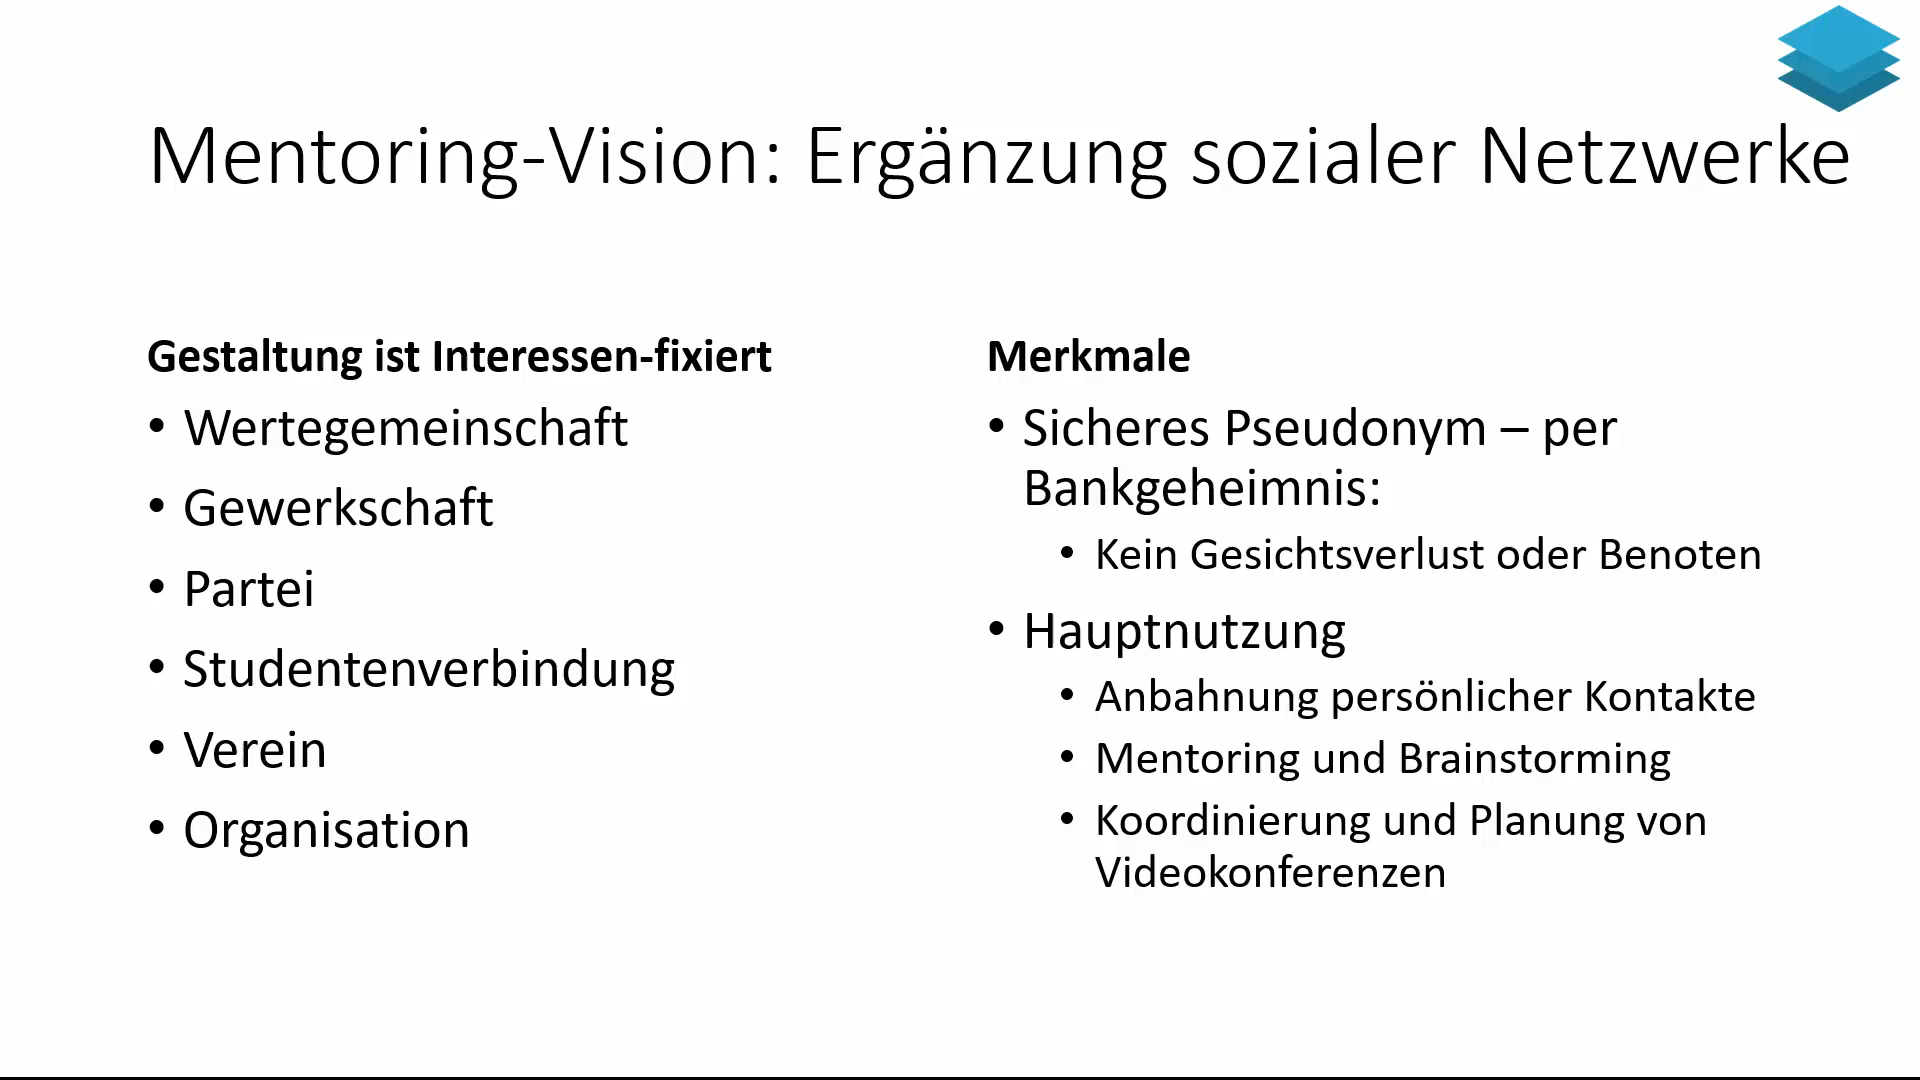 Mentoring-Vision: Ergänzung sozialer Netzwerke
Gestaltung ist Interessen-fixiert
• Wertegemeinschaft
• Gewerkschaft
• Partei
• Studentenverbindung
• Verein
• Organisation
Merkmale
• Sicheres Pseudonym – per
Bankgeheimnis:
• Kein Gesichtsverlust oder Benoten
• Hauptnutzung
• Anbahnung persönlicher Kontakte
• Mentoring und Brainstorming
• Koordinierung und Planung von
Videokonferenzen